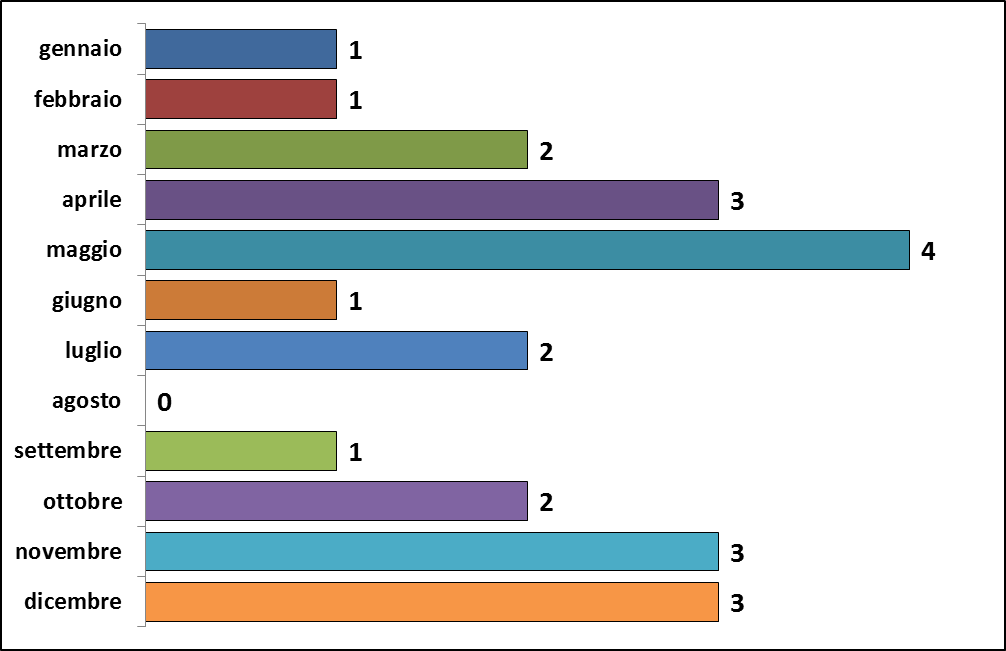 gennaio 1
febbraio 1
marzo 2
aprile 3
maggio 4
giugno 1
luglio 2
agosto 0
settembre 1
ottobre 2
novembre 3
dicembre 3